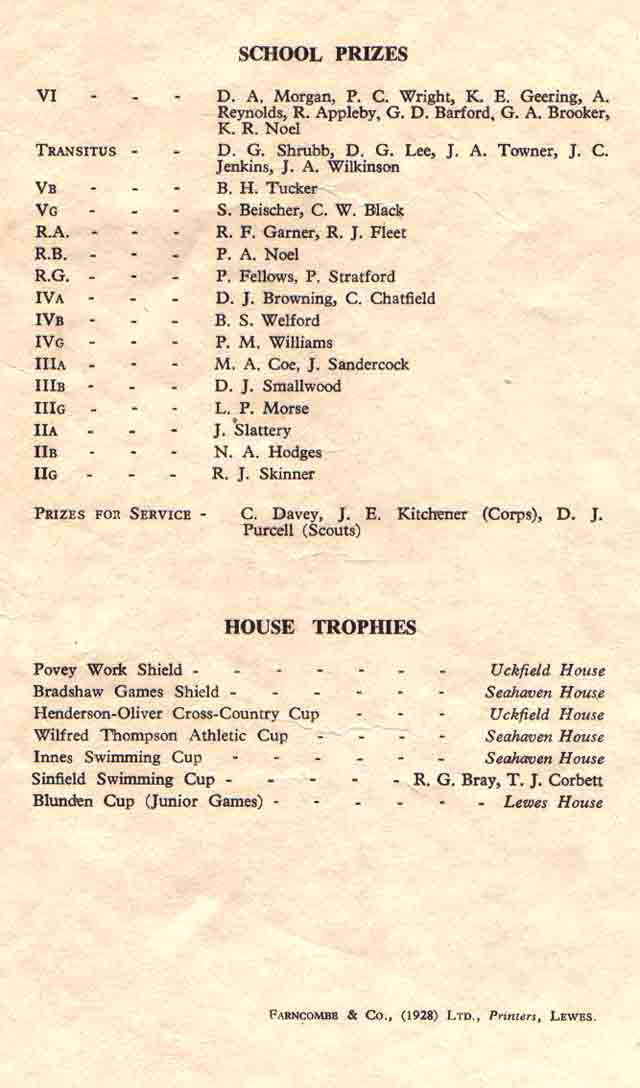 SCHOOL PRIZES
VI - - - D. A. Morgan, P. C. Wright, K. E. Geering, A.
Reynolds, R. Appleby, G. D. Barford, G. A. Brooker,
K. R. Noel
TRANSITUS - - D. G. Shrubb, D. G. Lee, J. A. Towner, J. C.
Jenkins, J. A. Wilkinson
VB - - - B. H. Tucker
VG - - - S. Beischer, C. W. Black
R.A. - - - R. F. Garner, R. J. Fleet
R.B. - - - P. A. Noel
R.G. - - - P. Fellows, P. Stratford
IVA - - - D. J. Browning, C. Chatfield
IVB - - - B. S. Welford
IVG - - - P. M. Williams
IIIA - - - M. A. Coe, J. Sandercock
IIIB - - - D. J. Smallwood
IIIG - - - L. P. Morse
IIA - - - J. Slattery
IIB - - - N. A. Hodges
IIG - - - R. J. Skinner
PRIZES FOR SERVICE - C. Davey, J. E. Kitchener (Corps), D. J.
Purcell (Scouts)
HOUSE TROPHIES
Povey Work Shield - - - - - - - Uckfield House
Bradshaw Games Shield - - - - - - Seahaven House
Henderson-Oliver Cross-Country Cup - - - Uckfield House
Wilfred Thompson Athletic Cup - - - - Seahaven House
Innes Swimming Cup - - - - - - Seahaven House
Sinfield Swimming Cup - - - - - R. G. Bray, T. J. Corbett
Blunden Cup (Junior Games) - - - - - - - Lewes House
FARNCOMBE & CO., (1928) LTD., Printers, LEWES.